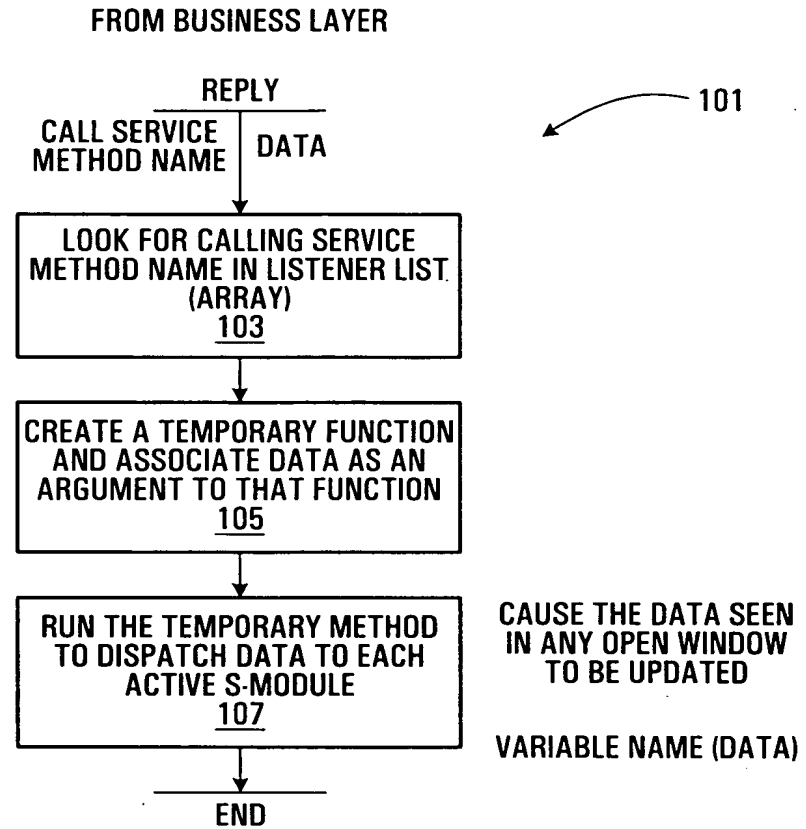 FROM BUSINESS LAYER
REPLY
101
CALL SERVICE
METHOD NAME
DATA
LOOK FOR CALLING SERVICE
METHOD NAME IN LISTENER LIST
(ARRAY)
103
CREATE A TEMPORARY FUNCTION
AND ASSOCIATE DATA AS AN
ARGUMENT TO THAT FUNCTION
105
RUN THE TEMPORARY METHOD
TO DISPATCH DATA TO EACH
ACTIVE S-MODULE
107
CAUSE THE DATA SEEN
IN ANY OPEN WINDOW
TO BE UPDATED
VARIABLE NAME (DATA)
END